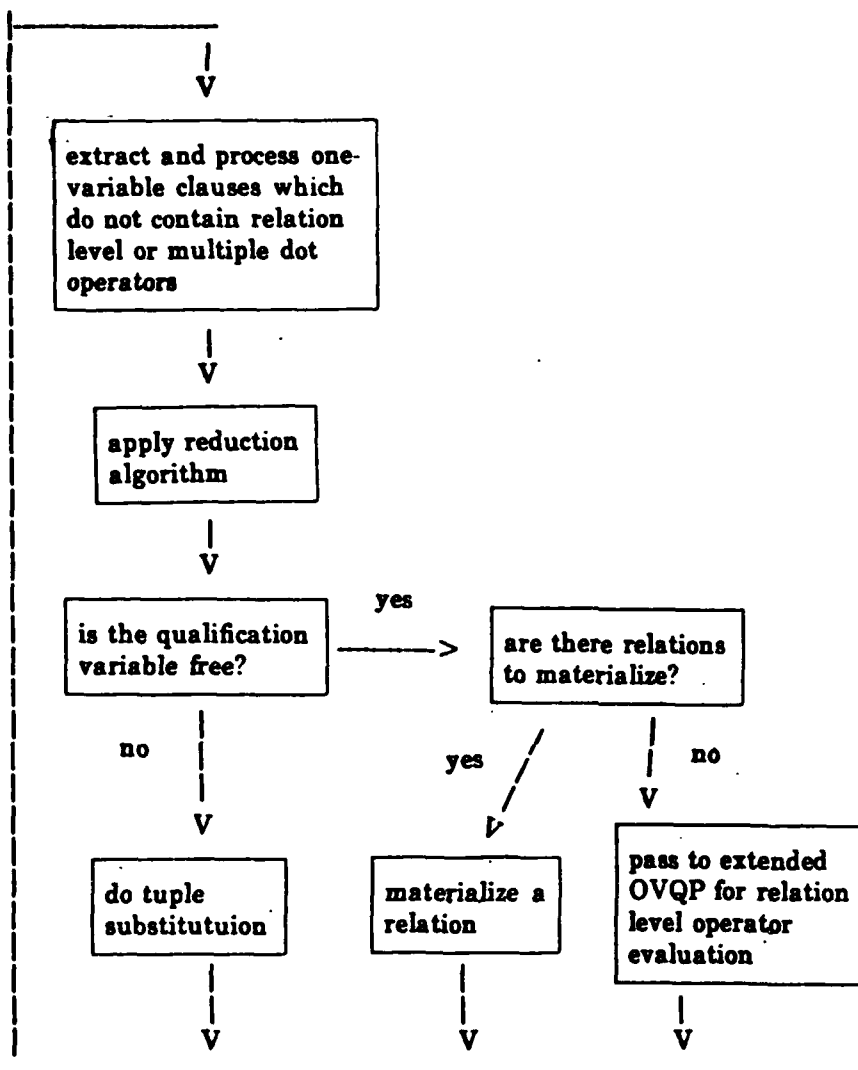 V
extract and process one-
variable clauses which
do not contain relation
level or multiple dot
operators
V
apply reduction
algorithm
V
is the qualification
variable free?
yes
>
are there relations
to materialize?
no
V
yes
V
no
V
do tuple
substitutuion
materialize a
relation
pass to extended
OVQP for relation
level operator
evaluation
V
V
V